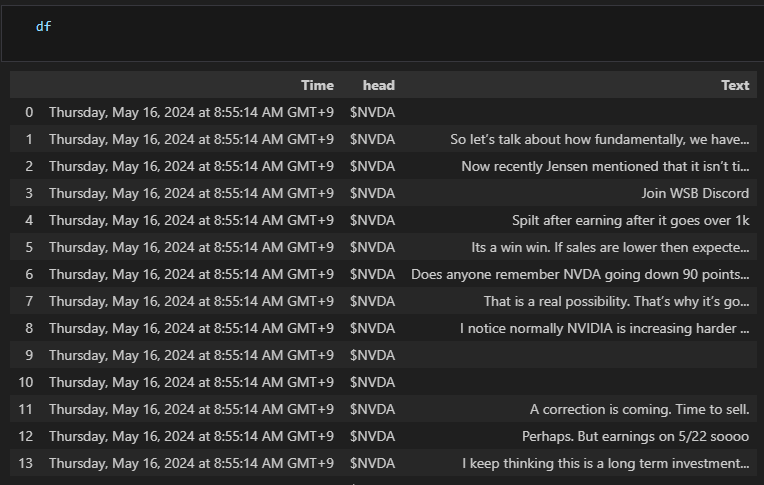 df
Time head Text
0 Thursday, May 16, 2024 at 8:55:14 AM GMT+9 $NVDA
1 Thursday, May 16, 2024 at 8:55:14 AM GMT+9 $NVDA So let’s talk about how fundamentally, we have...
2 Thursday, May 16, 2024 at 8:55:14 AM GMT+9 $NVDA Now recently Jensen mentioned that it isn’t ti...
3 Thursday, May 16, 2024 at 8:55:14 AM GMT+9 $NVDA Join WSB Discord
4 Thursday, May 16, 2024 at 8:55:14 AM GMT+9 $NVDA Spilt after earning after it goes over 1k
5 Thursday, May 16, 2024 at 8:55:14 AM GMT+9 $NVDA Its a win win. If sales are lower then expecte...
6 Thursday, May 16, 2024 at 8:55:14 AM GMT+9 $NVDA Does anyone remember NVDA going down 90 points...
7 Thursday, May 16, 2024 at 8:55:14 AM GMT+9 $NVDA That is a real possibility. That’s why it’s go...
8 Thursday, May 16, 2024 at 8:55:14 AM GMT+9 $NVDA I notice normally NVIDIA is increasing harder ...
9 Thursday, May 16, 2024 at 8:55:14 AM GMT+9 $NVDA
10 Thursday, May 16, 2024 at 8:55:14 AM GMT+9 $NVDA
11 Thursday, May 16, 2024 at 8:55:14 AM GMT+9 $NVDA A correction is coming. Time to sell.
12 Thursday, May 16, 2024 at 8:55:14 AM GMT+9 $NVDA Perhaps. But earnings on 5/22 soooo
13 Thursday, May 16, 2024 at 8:55:14 AM GMT+9 $NVDA I keep thinking this is a long term investment...